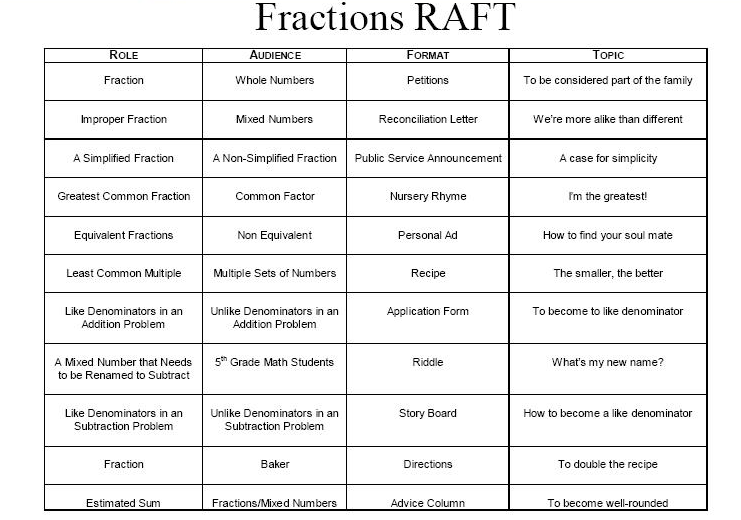 Fractions RAFT
ROLE AUDIENCE FORMAT TOPIC
Fraction Whole Numbers Petitions To be considered part of the family
Improper Fraction Mixed Numbers Reconciliation Letter We're more alike than different
A Simplified Fraction A Non-Simplified Fraction Public Service Announcement A case for simplicity
Greatest Common Fraction Common Factor Nursery Rhyme I'm the greatest!
Equivalent Fractions Non Equivalent Personal Ad How to find your soul mate
Least Common Multiple Multiple Sets of Numbers Recipe The smaller, the better
Like Denominators in an Unlike Denominators in an Application Form To become to like denominator
Addition Problem Addition Problem
A Mixed Number that Needs 5th Grade Math Students Riddle What's my new name?
to be Renamed to Subtract
Like Denominators in an Unlike Denominators in an Story Board How to become a like denominator
Subtraction Problem Subtraction Problem
Fraction Baker Directions To double the recipe
Estimated Sum Fractions/Mixed Numbers Advice Column To become well-rounded